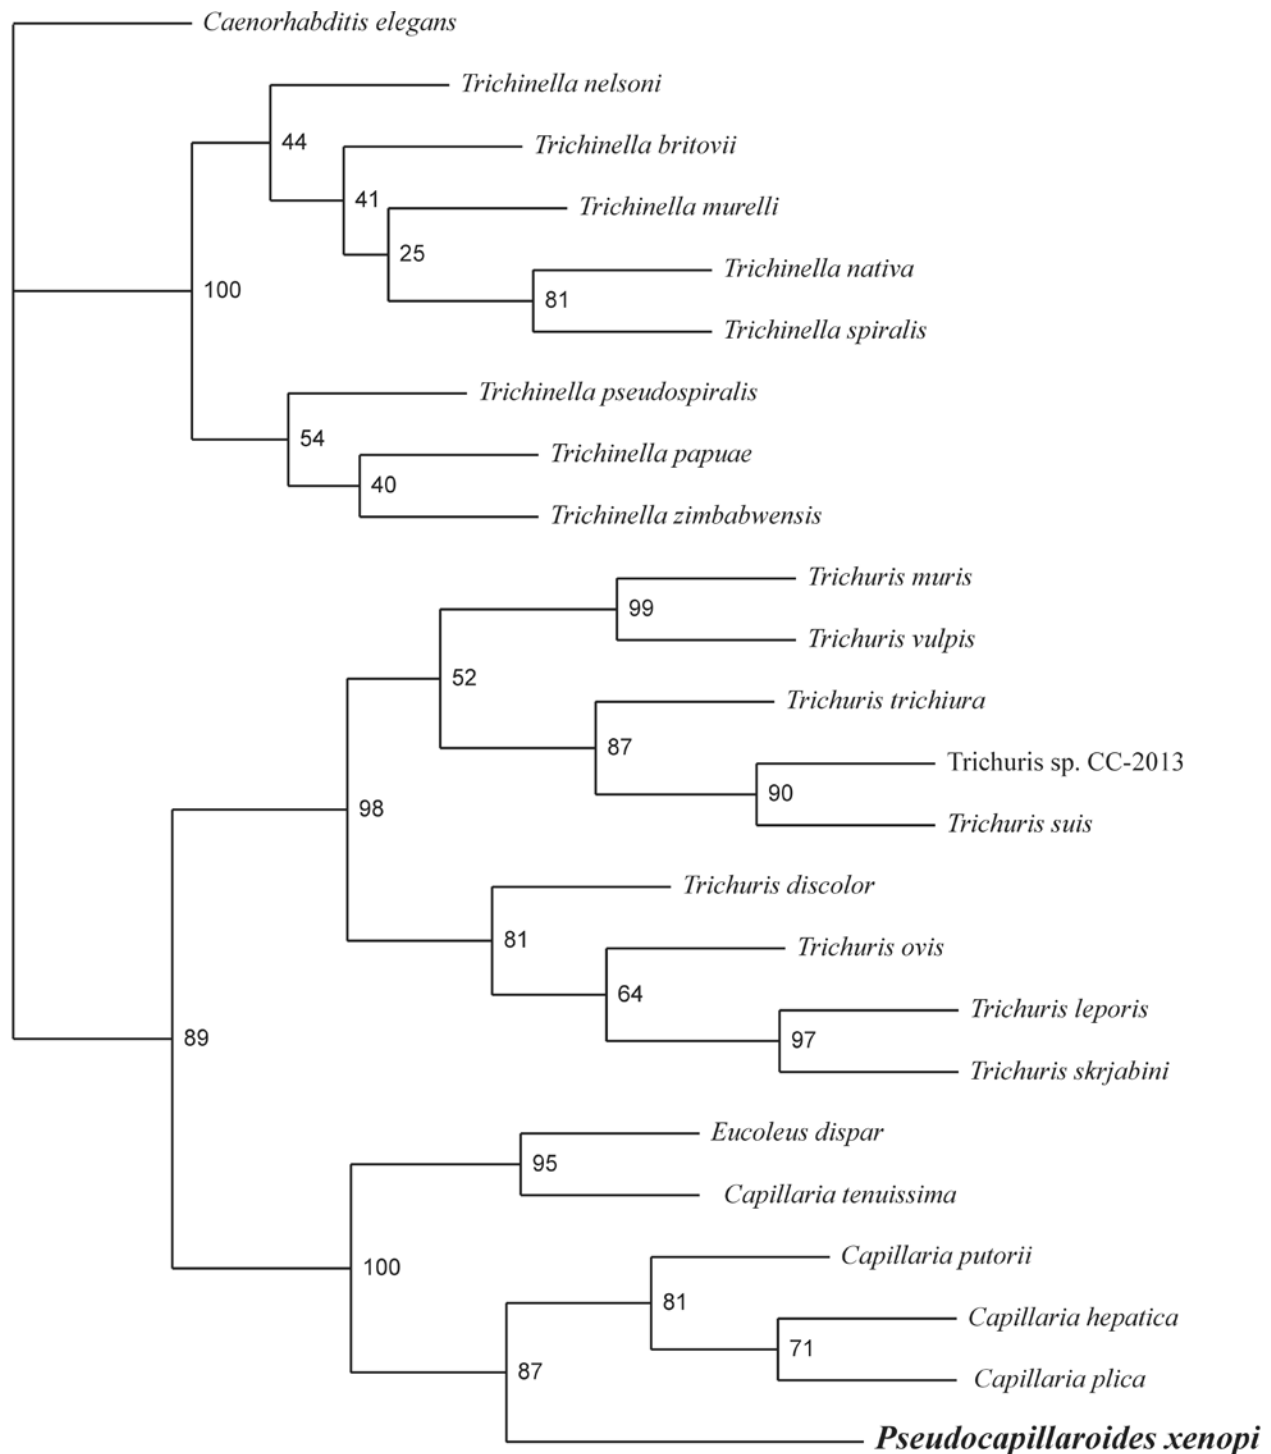 Caenorhabditis elegans
Trichinella nelsoni
44
Trichinella britovii
41
Trichinella murelli
25
Trichinella nativa
100
81
Trichinella spiralis
Trichinella pseudospiralis
54
Trichinella papuae
40
Trichinella zimbabwensis
Trichuris muris
99
Trichuris vulpis
52
Trichuris trichiura
87
Trichuris sp. CC-2013
90
98
Trichuris suis
Trichuris discolor
81
Trichuris ovis
64
Trichuris leporis
89
97
Trichuris skrjabini
Eucoleus dispar
95
Capillaria tenuissima
Capillaria putorii
100
81
Capillaria hepatica
71
87
Capillaria plica
Pseudocapillaroides xenopi